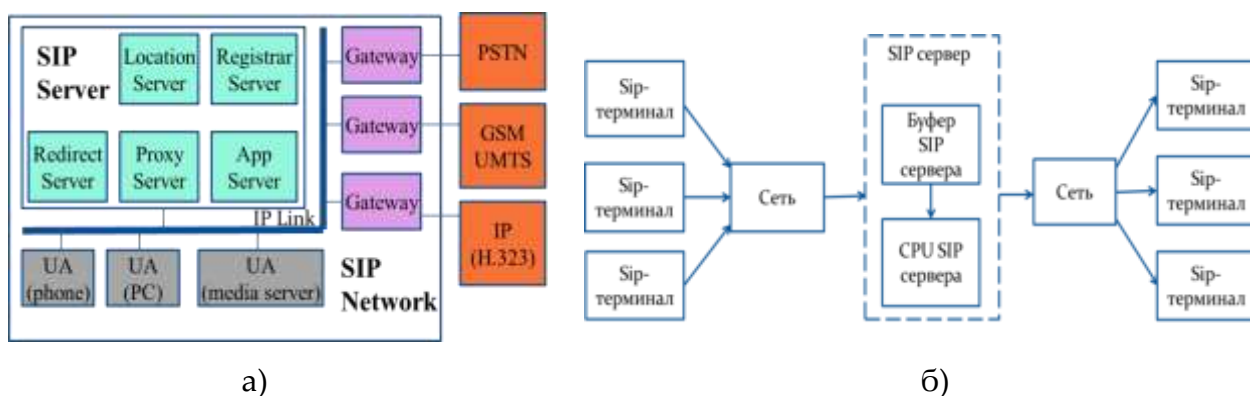 SIP
Server
Location
Server
Registrar
Server
Redirect
Server
Proxy
Server
App
Server
IP Link
UA
(phone)
UA
(PC)
UA
(media server)
SIP
Network
Gateway
Gateway
Gateway
PSTN
GSM
UMTS
IP
(H.323)
а)
Sip-
терминал
Sip-
терминал
Sip-
терминал
Сеть
SIP сервер
Буфер
SIP
сервера
CPU SIP
сервера
Сеть
Sip-
терминал
Sip-
терминал
Sip-
терминал
б)